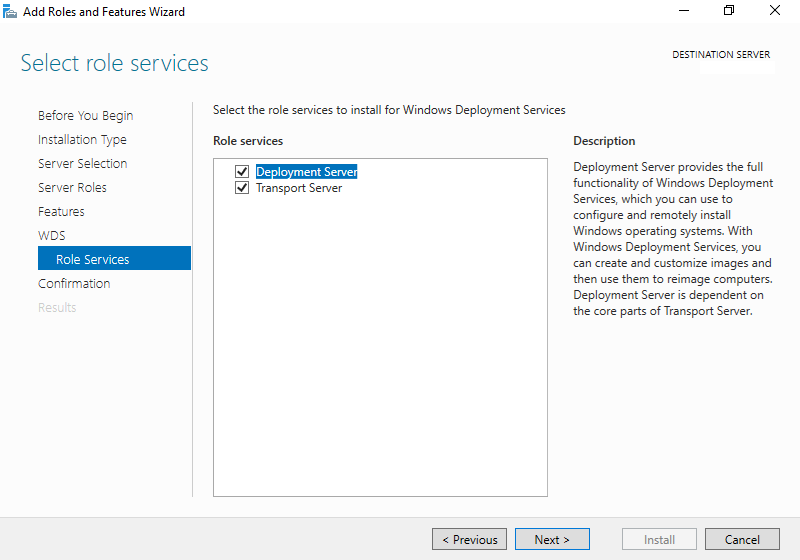 Add Roles and Features Wizard
Select role services
DESTINATION SERVER
Before You Begin
Installation Type
Server Selection
Server Roles
Features
WDS
Role Services
Confirmation
Results
Select the role services to install for Windows Deployment Services
Role services
Deployment Server
Transport Server
Description
Deployment Server provides the full
functionality of Windows Deployment
Services, which you can use to
configure and remotely install
Windows operating systems. With
Windows Deployment Services, you
can create and customize images and
then use them to reimage computers.
Deployment Server is dependent on
the core parts of Transport Server.
< Previous
Next >
Install
Cancel